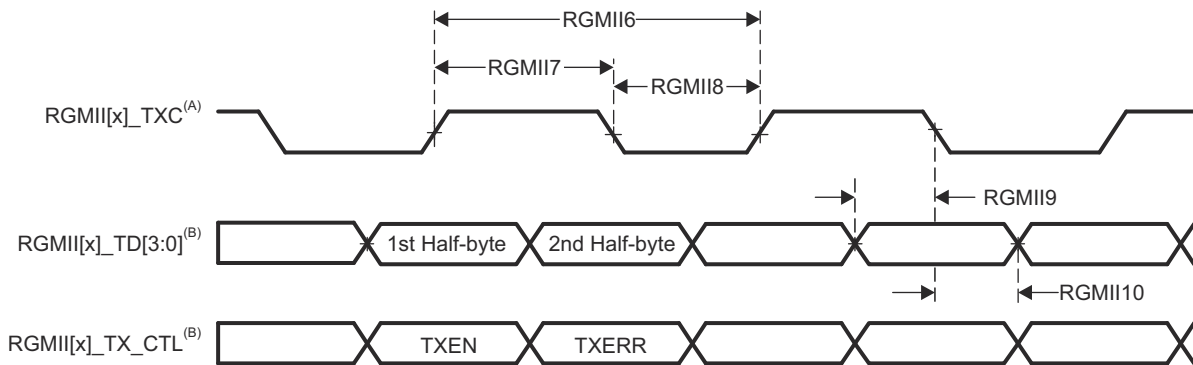 RGMII6
RGMII7
RGMII8
RGMII[x]_TXC(A)
RGMII9
RGMII[x]_TD[3:0](B)
1st Half-byte
2nd Half-byte
RGMII10
RGMII[x]_TX_CTL(B)
TXEN
TXERR